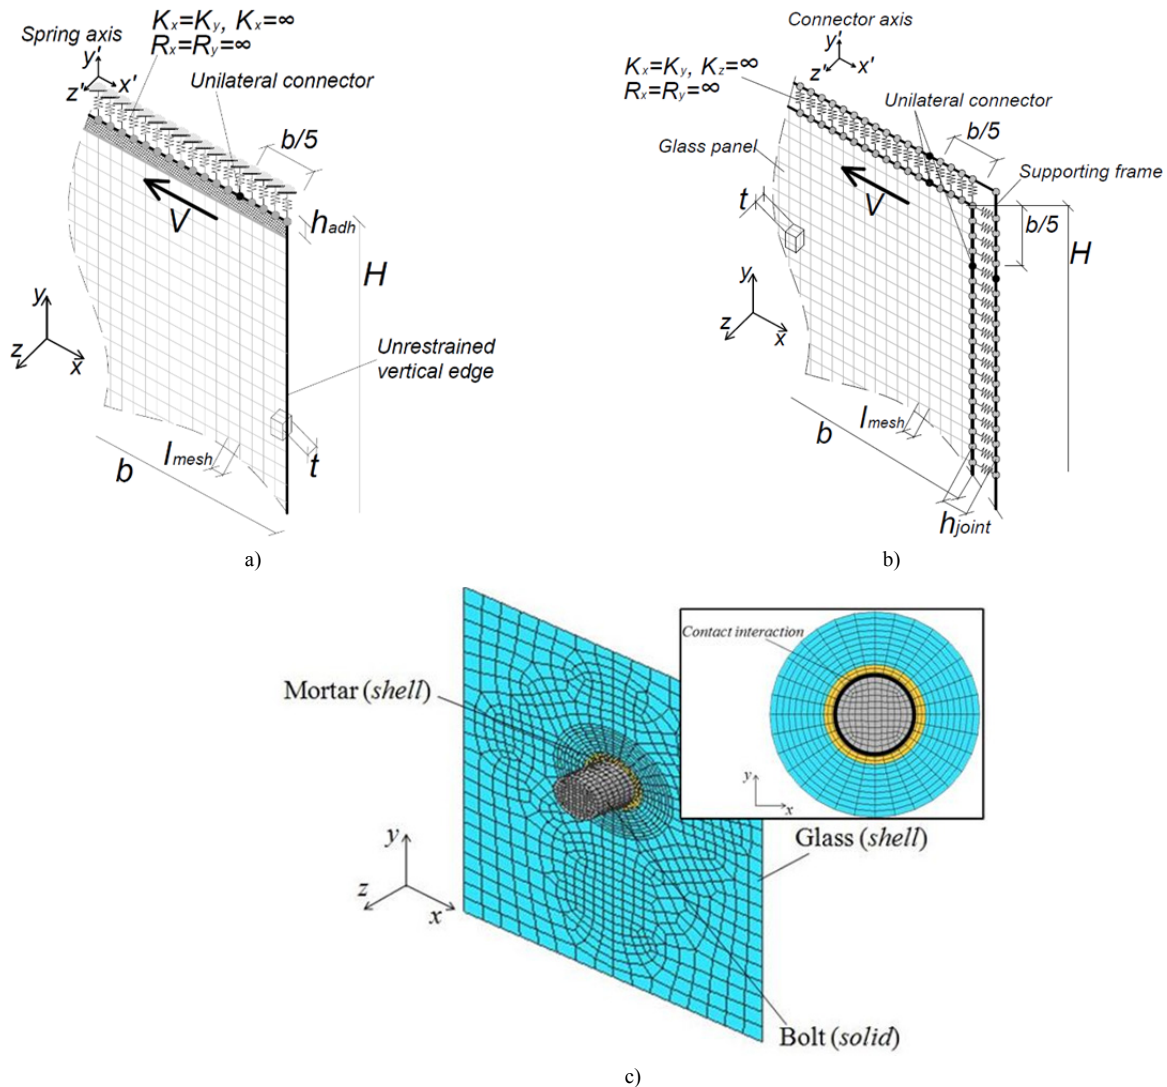 Spring axis
Kx=Ky, Kx=∞
Rx=Ry=∞
y'
z'
x'
Unilateral connector
b/5
V
hadh
H
y
z
x
Unrestrained
vertical edge
lmesh
t
b
a)
Connector axis
y'
z'
x'
Kx=Ky, Kz=∞
Rx=Ry=∞
Unilateral connector
b/5
Glass panel
Supporting frame
t
V
b/5
H
y
z
x
lmesh
b
hjoint
b)
Mortar (shell)
Contact interaction
y
x
Glass (shell)
y
z
x
Bolt (solid)
c)